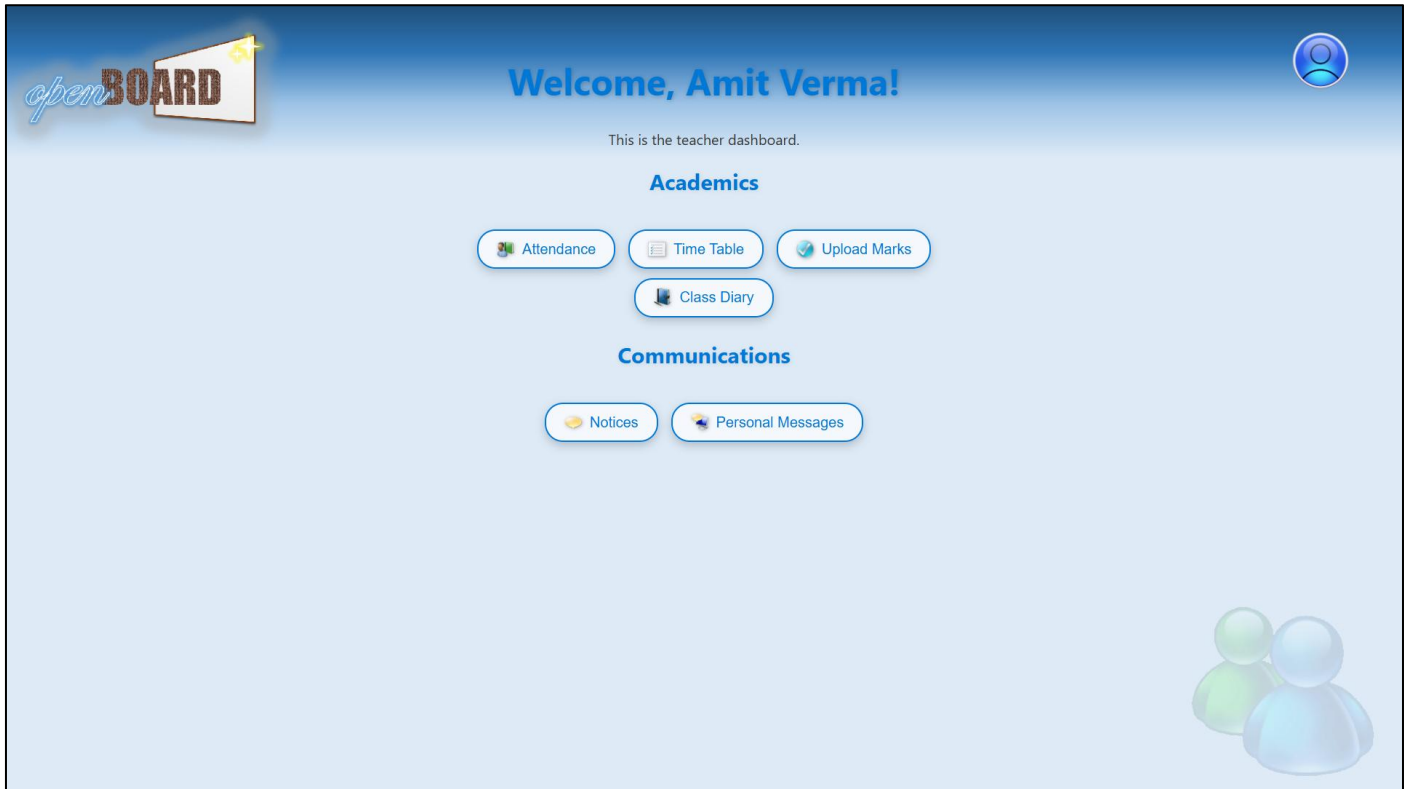 openBOARD
Welcome, Amit Verma!
This is the teacher dashboard.
Academics
Attendance Time Table Upload Marks
Class Diary
Communications
Notices Personal Messages